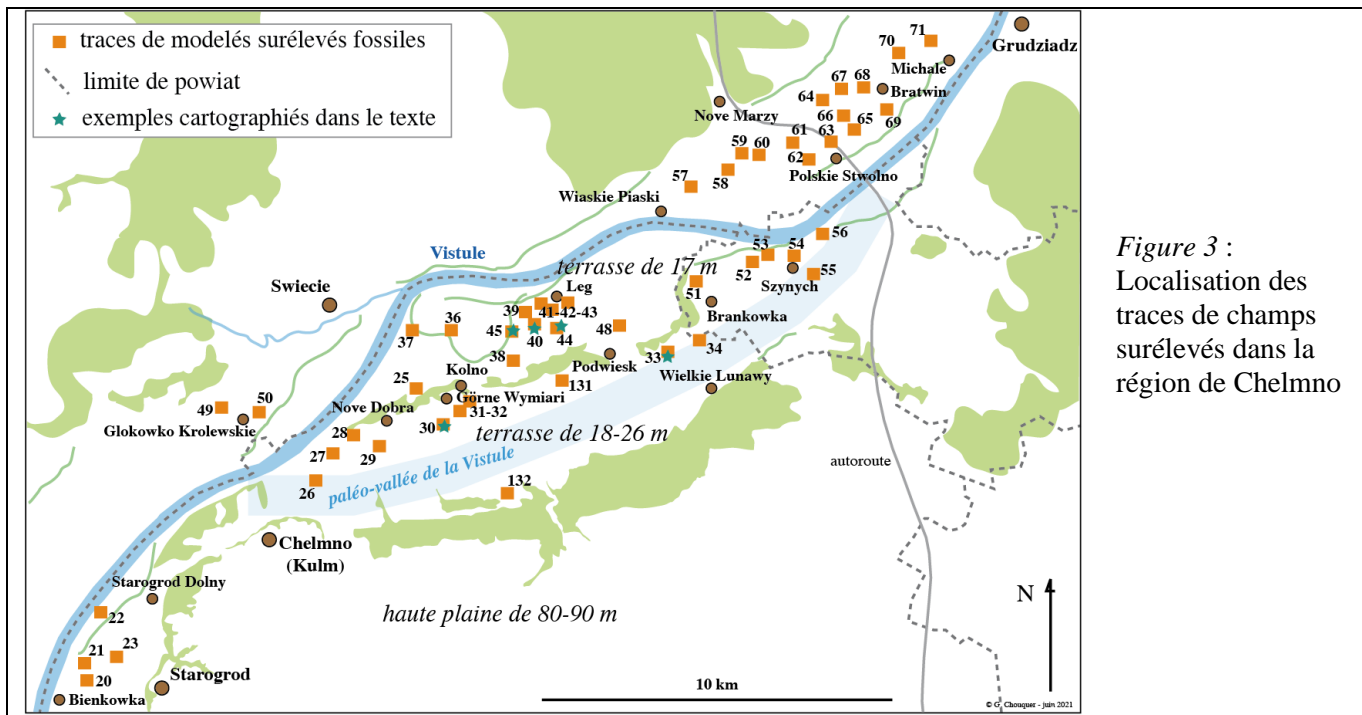 traces de modelés surélevés fossiles
limite de powiat
exemples cartographiés dans le texte
Grudziadz
71
70
Michale
67
68
Bratwin
64
66
65
69
Nove Marzy
59
60
61
63
62
58
57
Polskie Stwolno
Wiaskie Piaski
56
53
54
52
55
Szynych
Vistule
terrasse de 17 m
51
Brankowka
Swiecie
Leg
39
41-42-43
36
37
45
40
44
48
38
34
33
Podwiesk
Kolno
131
Wielkie Lunawy
25
Görne Wymiari
31-32
49
50
Nove Dobra
Glokowko Krolewskie
28
30
terrasse de 18-26 m
27
29
autoroute
26
paléo-vallée de la Vistule
132
Chelmno
(Kulm)
Starogrod Dolny
haute plaine de 80-90 m
N
22
23
21
20
Starogrod
Bienkowka
10 km
© G. Chouquer - juin 2021
Figure 3 :
Localisation des
traces de champs
surélevés dans la
région de Chelmno